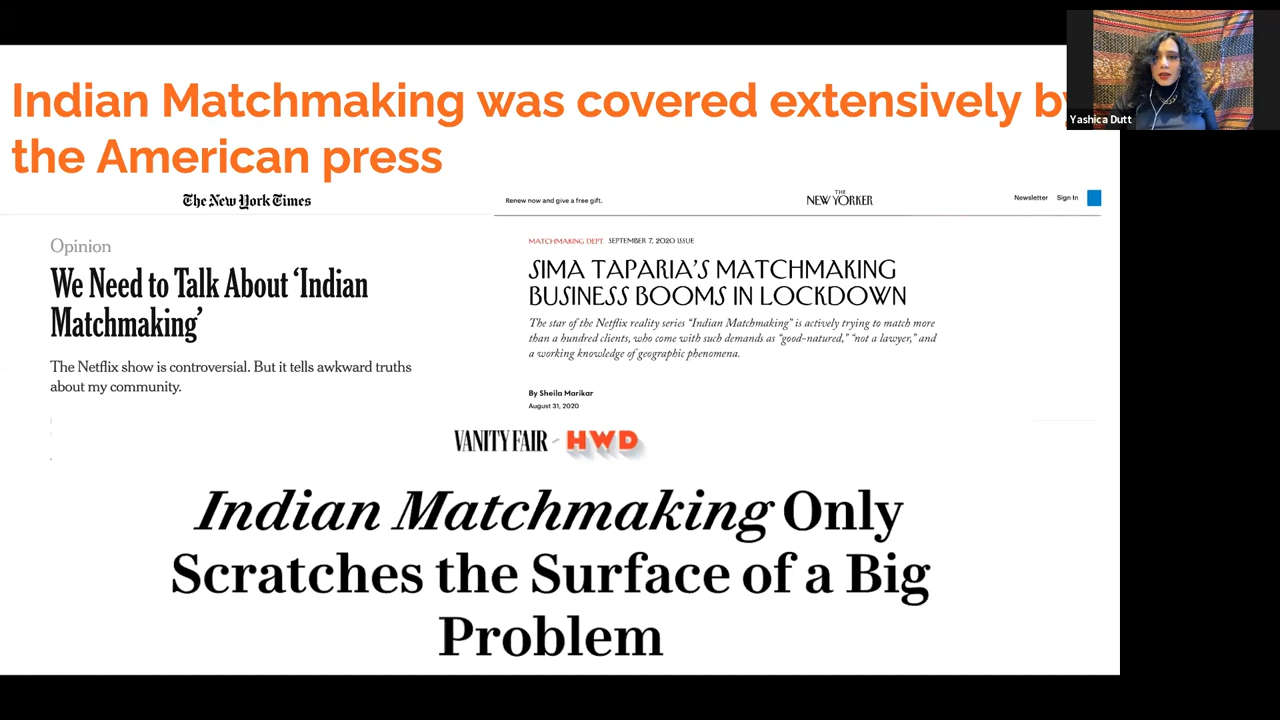 Indian Matchmaking was covered extensively by
the American press
Yashica Dutt
The New York Times
Opinion
We Need to Talk About ‘Indian
Matchmaking’
The Netflix show is controversial. But it tells awkward truths
about my community.
Renew now and give a free gift.
THE
NEW YORKER
Newsletter Sign In
MATCHMAKING DEPT. SEPTEMBER 7, 2020 ISSUE
SIMA TAPARIA’S MATCHMAKING
BUSINESS BOOMS IN LOCKDOWN
The star of the Netflix reality series “Indian Matchmaking” is actively trying to match more
than a hundred clients, who come with such demands as “good-natured,” “not a lawyer,” and
a working knowledge of geographic phenomena.
By Sheila Marikar
August 31, 2020
VANITY FAIR - HWD
Indian Matchmaking Only
Scratches the Surface of a Big
Problem